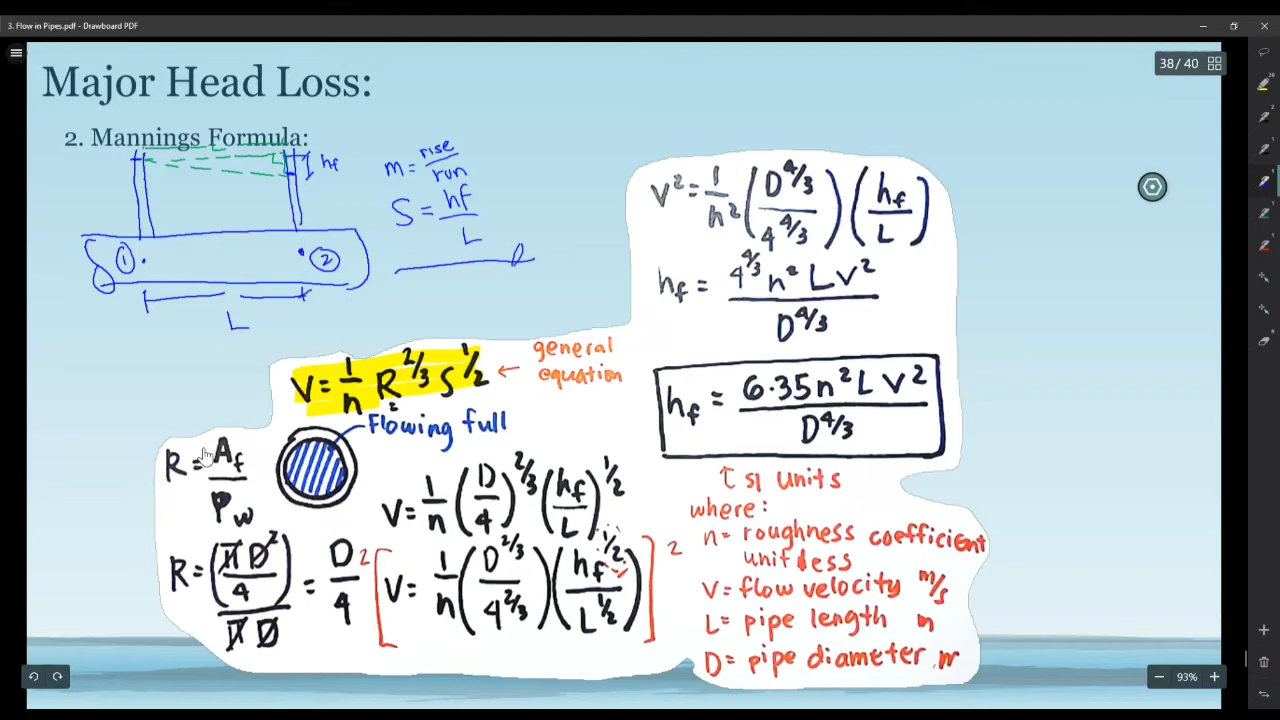 3. Flow in Pipes.pdf - Drawboard PDF
38 / 40
Major Head Loss:
2. Mannings Formula:
hf
m = rise/run
S = hf/L
1 2
L
V = 1/n R^2/3 S^1/2 ← general equation
Flowing full
R = Af/Pw
R = (πD²/4)/πD = D/4
V = 1/n (D/4)^2/3 (hf/L)^1/2
2 [V = 1/n (D^2/3/4^2/3) (hf^1/2/L^1/2)] 2
V² = 1/n² (D^4/3/4^4/3) (hf/L)
hf = 4^4/3 n² L V²/D^4/3
hf = 6.35 n² L V²/D^4/3
↑ SI units
where:
n = roughness coefficient
unitless
V = flow velocity m/s
L = pipe length m
D = pipe diameter, m
93%